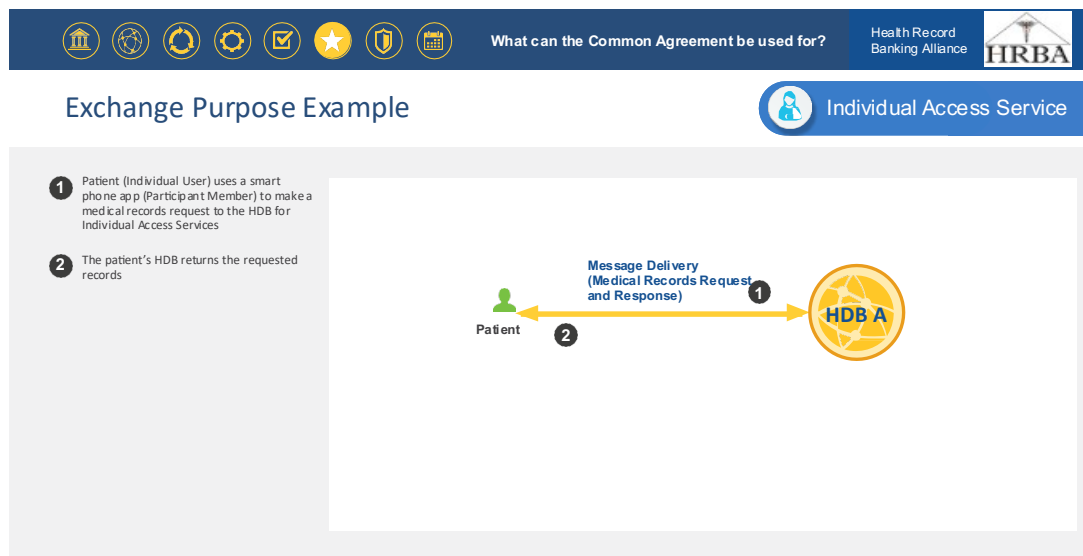 What can the Common Agreement be used for?
Health Record
Banking Alliance
HRBA
Exchange Purpose Example
Individual Access Service
1
Patient (Individual User) uses a smart
phone app (Participant Member) to make a
medical records request to the HDB for
Individual Access Services
2
The patient's HDB returns the requested
records
Message Delivery
(Medical Records Request
and Response)
1
HDB A
Patient
2